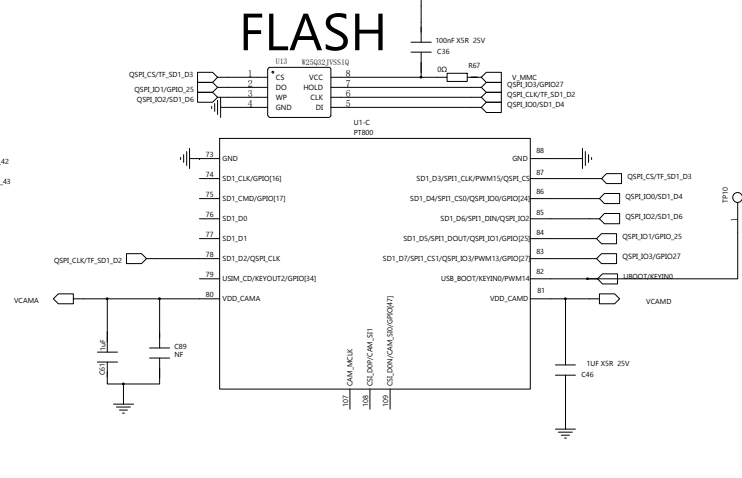 FLASH
100nF X5R 25V
C36
U13
W25Q32JVSSIQ
0Ω
R67
QSPI_CS/TF_SD1_D3
1
CS
VCC
8
V_MMC
QSPI_IO1/GPIO_25
2
DO
HOLD
7
QSPI_IO3/GPIO27
QSPI_IO2/SD1_D6
3
WP
CLK
6
QSPI_CLK/TF_SD1_D2
4
GND
DI
5
QSPI_IO0/SD1_D4
U1-C
PT800
_42
_43
73
GND
74
SD1_CLK/GPIO[16]
75
SD1_CMD/GPIO[17]
76
SD1_D0
77
SD1_D1
QSPI_CLK/TF_SD1_D2
78
SD1_D2/QSPI_CLK
79
USIM_CD/KEYOUT2/GPIO[34]
VCAMA
80
VDD_CAMA
GND
88
SD1_D3/SPI1_CLK/PWM15/QSPI_CS
87
QSPI_CS/TF_SD1_D3
SD1_D4/SPI1_CS0/QSPI_IO0/GPIO[24]
86
QSPI_IO0/SD1_D4
SD1_D6/SPI1_DIN/QSPI_IO2
85
QSPI_IO2/SD1_D6
SD1_D5/SPI1_DOUT/QSPI_IO1/GPIO[25]
84
QSPI_IO1/GPIO_25
SD1_D7/SPI1_CS1/QSPI_IO3/PWM13/GPIO[27]
83
QSPI_IO3/GPIO27
USB_BOOT/KEYIN0/PWM14
82
UBOOT/KEYIN0
VDD_CAMD
81
VCAMD
TP10
1
1uF
C61
C89
NF
CAM_MCLK
CSI_D0P/CAM_SI1
CSI_D0N/CAM_SI0/GPIO[47]
107
108
109
1UF X5R 25V
C46